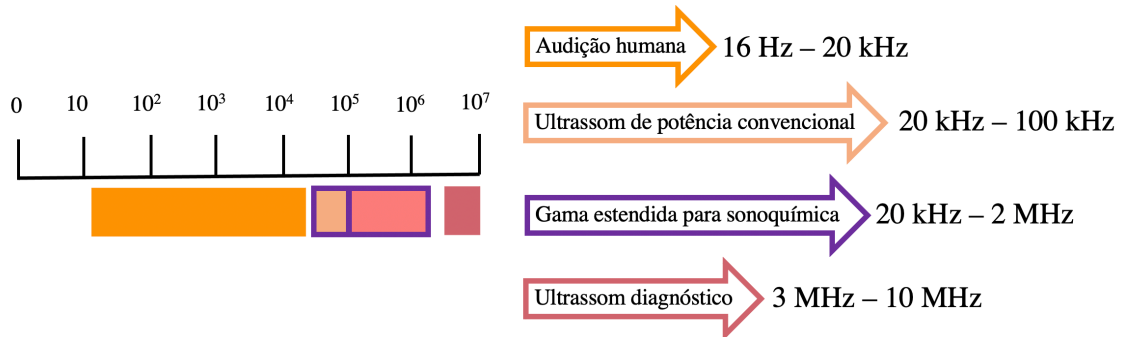 0 10 10² 10³ 10⁴ 10⁵ 10⁶ 10⁷
Audição humana 16 Hz – 20 kHz
Ultrassom de potência convencional 20 kHz – 100 kHz
Gama estendida para sonoquímica 20 kHz – 2 MHz
Ultrassom diagnóstico 3 MHz – 10 MHz